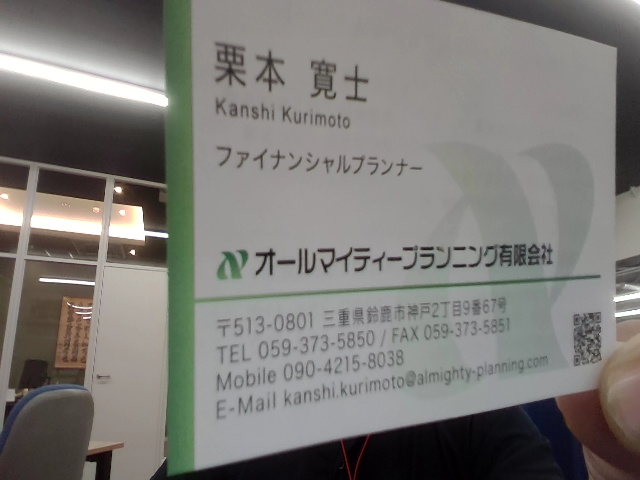 栗本 寛士
Kanshi Kurimoto
ファイナンシャルプランナー
オールマイティープランニング有限会社
〒513-0801 三重県鈴鹿市神戸2丁目9番67号
TEL 059-373-5850 / FAX 059-373-5851
Mobile 090-4215-8038
E-Mail kanshi.kurimoto@almighty-planning.com